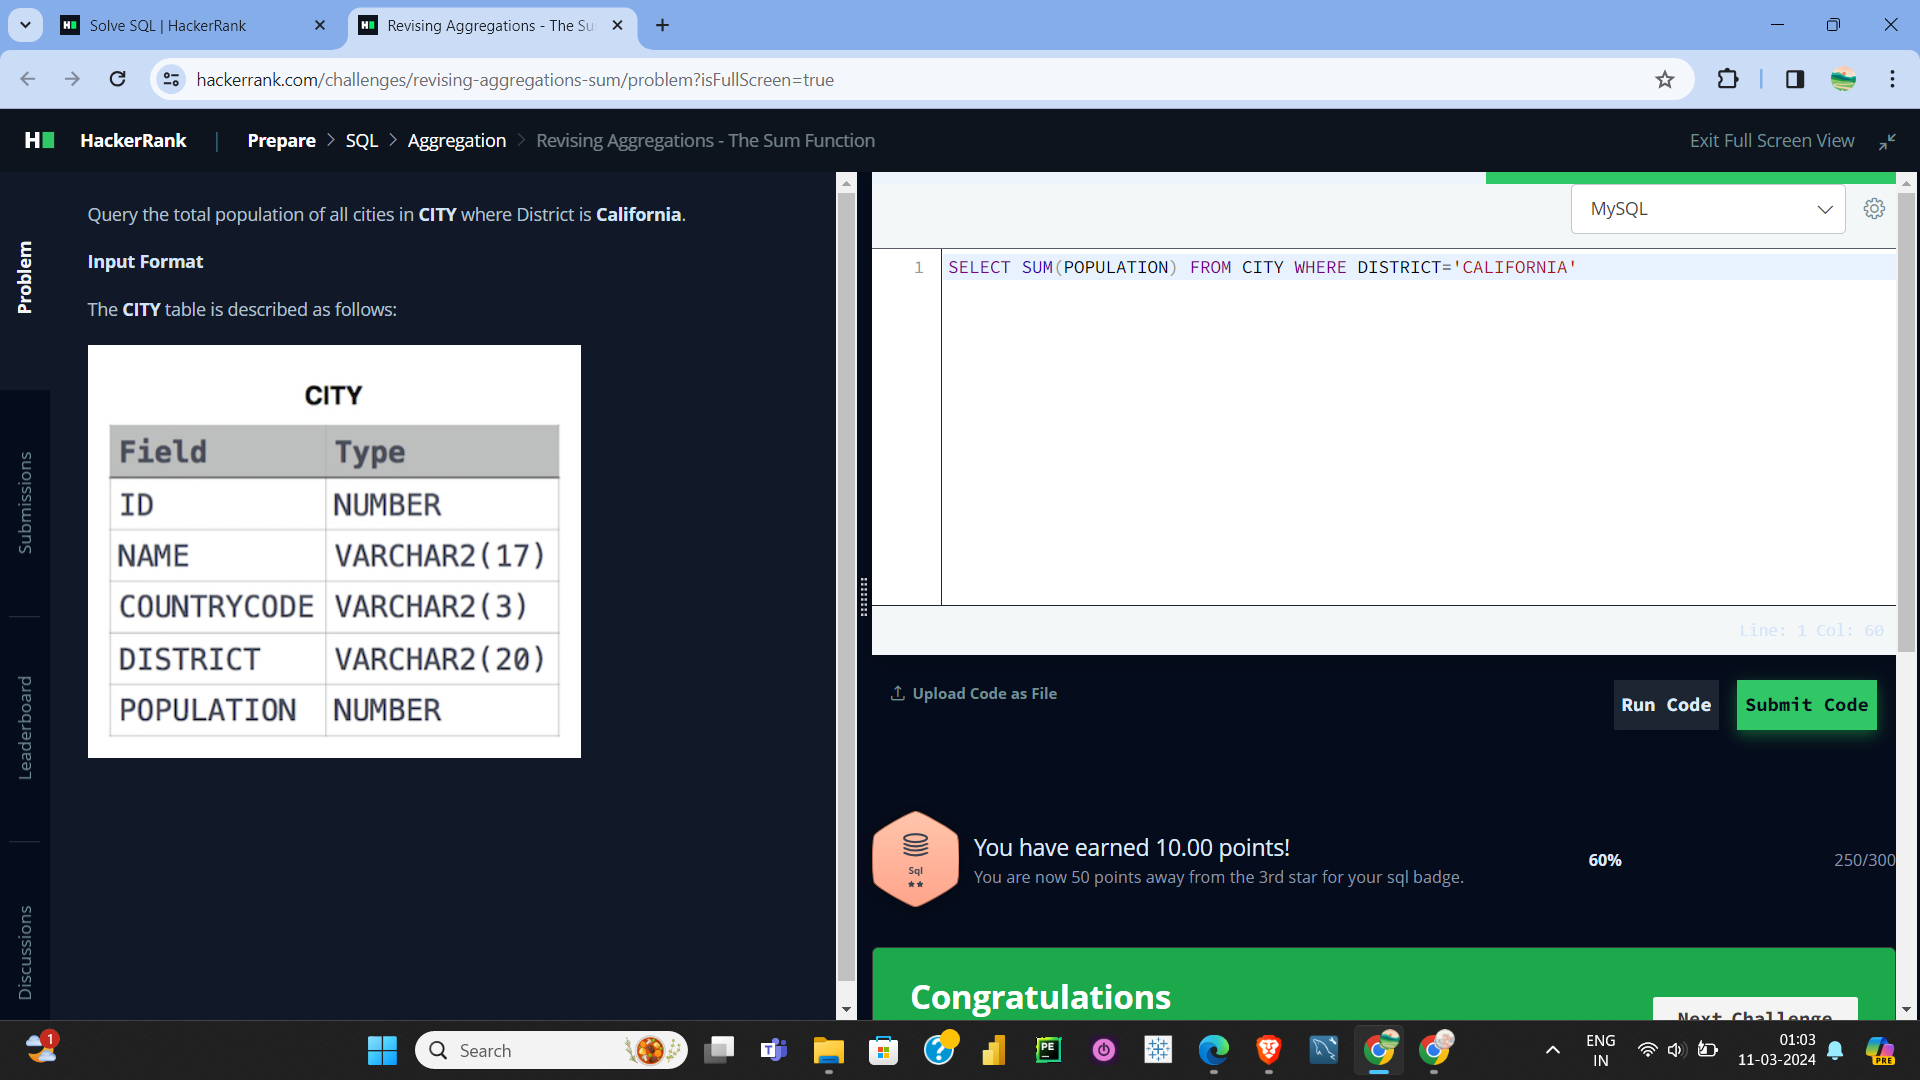 Solve SQL | HackerRank
Revising Aggregations - The Su
hackerrank.com/challenges/revising-aggregations-sum/problem?isFullScreen=true
HackerRank | Prepare > SQL > Aggregation > Revising Aggregations - The Sum Function
Exit Full Screen View
Problem
Submissions
Leaderboard
Discussions
Query the total population of all cities in CITY where District is California.
Input Format
The CITY table is described as follows:
CITY
Field Type
ID NUMBER
NAME VARCHAR2(17)
COUNTRYCODE VARCHAR2(3)
DISTRICT VARCHAR2(20)
POPULATION NUMBER
MySQL
1 SELECT SUM(POPULATION) FROM CITY WHERE DISTRICT='CALIFORNIA'
Line: 1 Col: 60
Upload Code as File
Run Code
Submit Code
Sql
You have earned 10.00 points!
You are now 50 points away from the 3rd star for your sql badge.
60%
250/300
Congratulations
Next Challenge
1
Search
PE
ENG
IN
01:03
11-03-2024
PRE